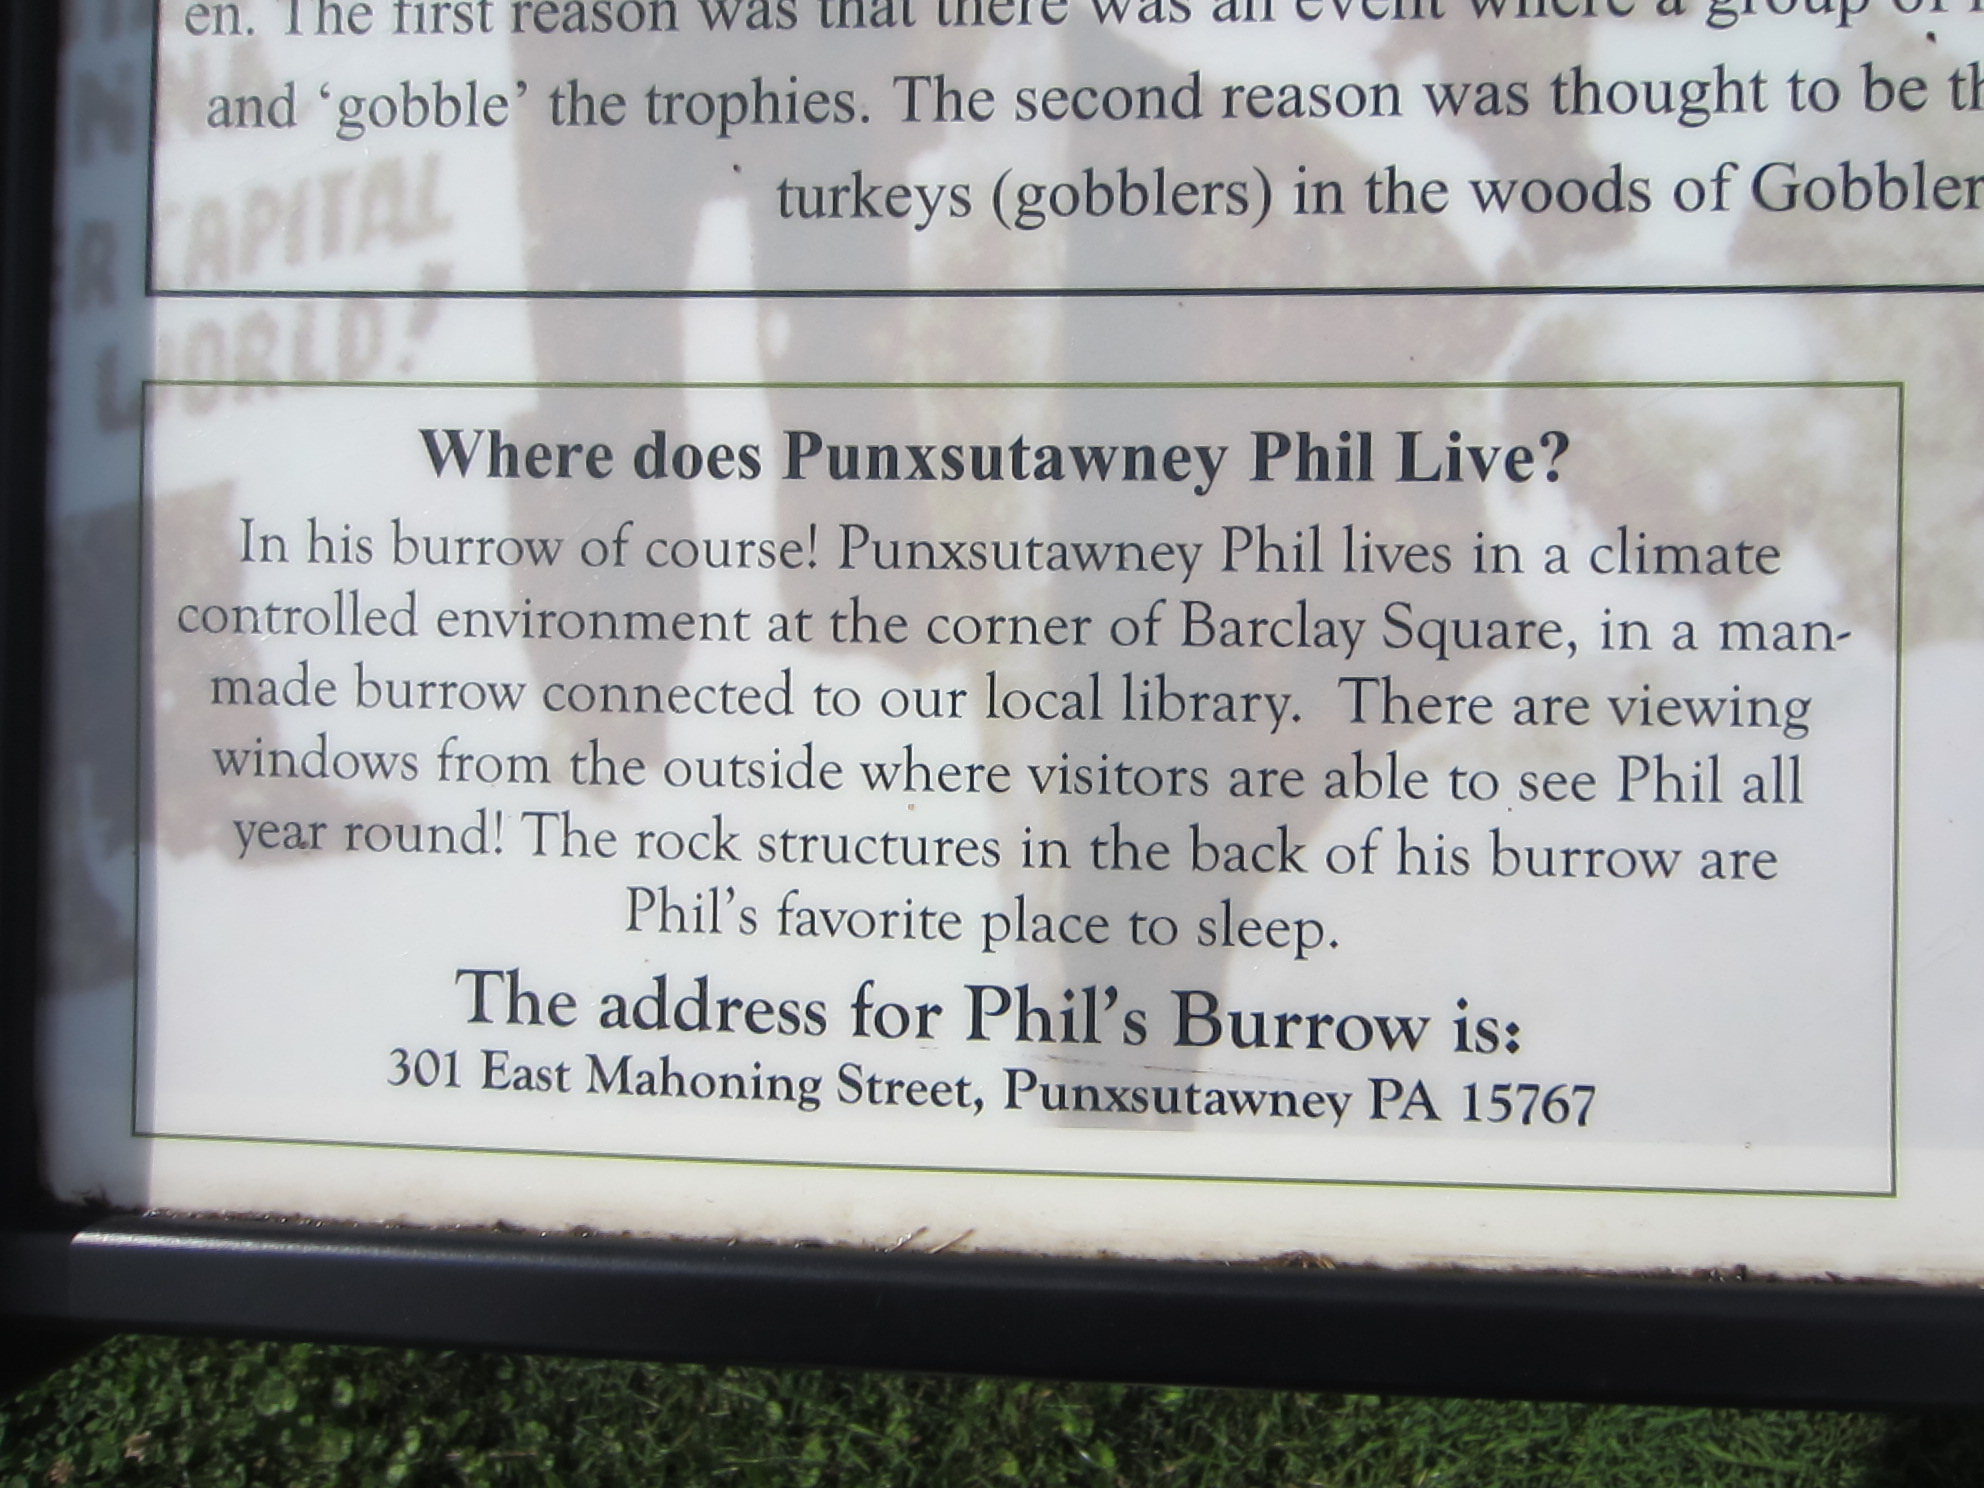 en. The first reason was that there was an event where a group of
and ‘gobble’ the trophies. The second reason was thought to be
turkeys (gobblers) in the woods of Gobbler
CAPITAL
WORLD!
Where does Punxsutawney Phil Live?
In his burrow of course! Punxsutawney Phil lives in a climate
controlled environment at the corner of Barclay Square, in a man-
made burrow connected to our local library. There are viewing
windows from the outside where visitors are able to see Phil all
year round! The rock structures in the back of his burrow are
Phil’s favorite place to sleep.
The address for Phil’s Burrow is:
301 East Mahoning Street, Punxsutawney PA 15767